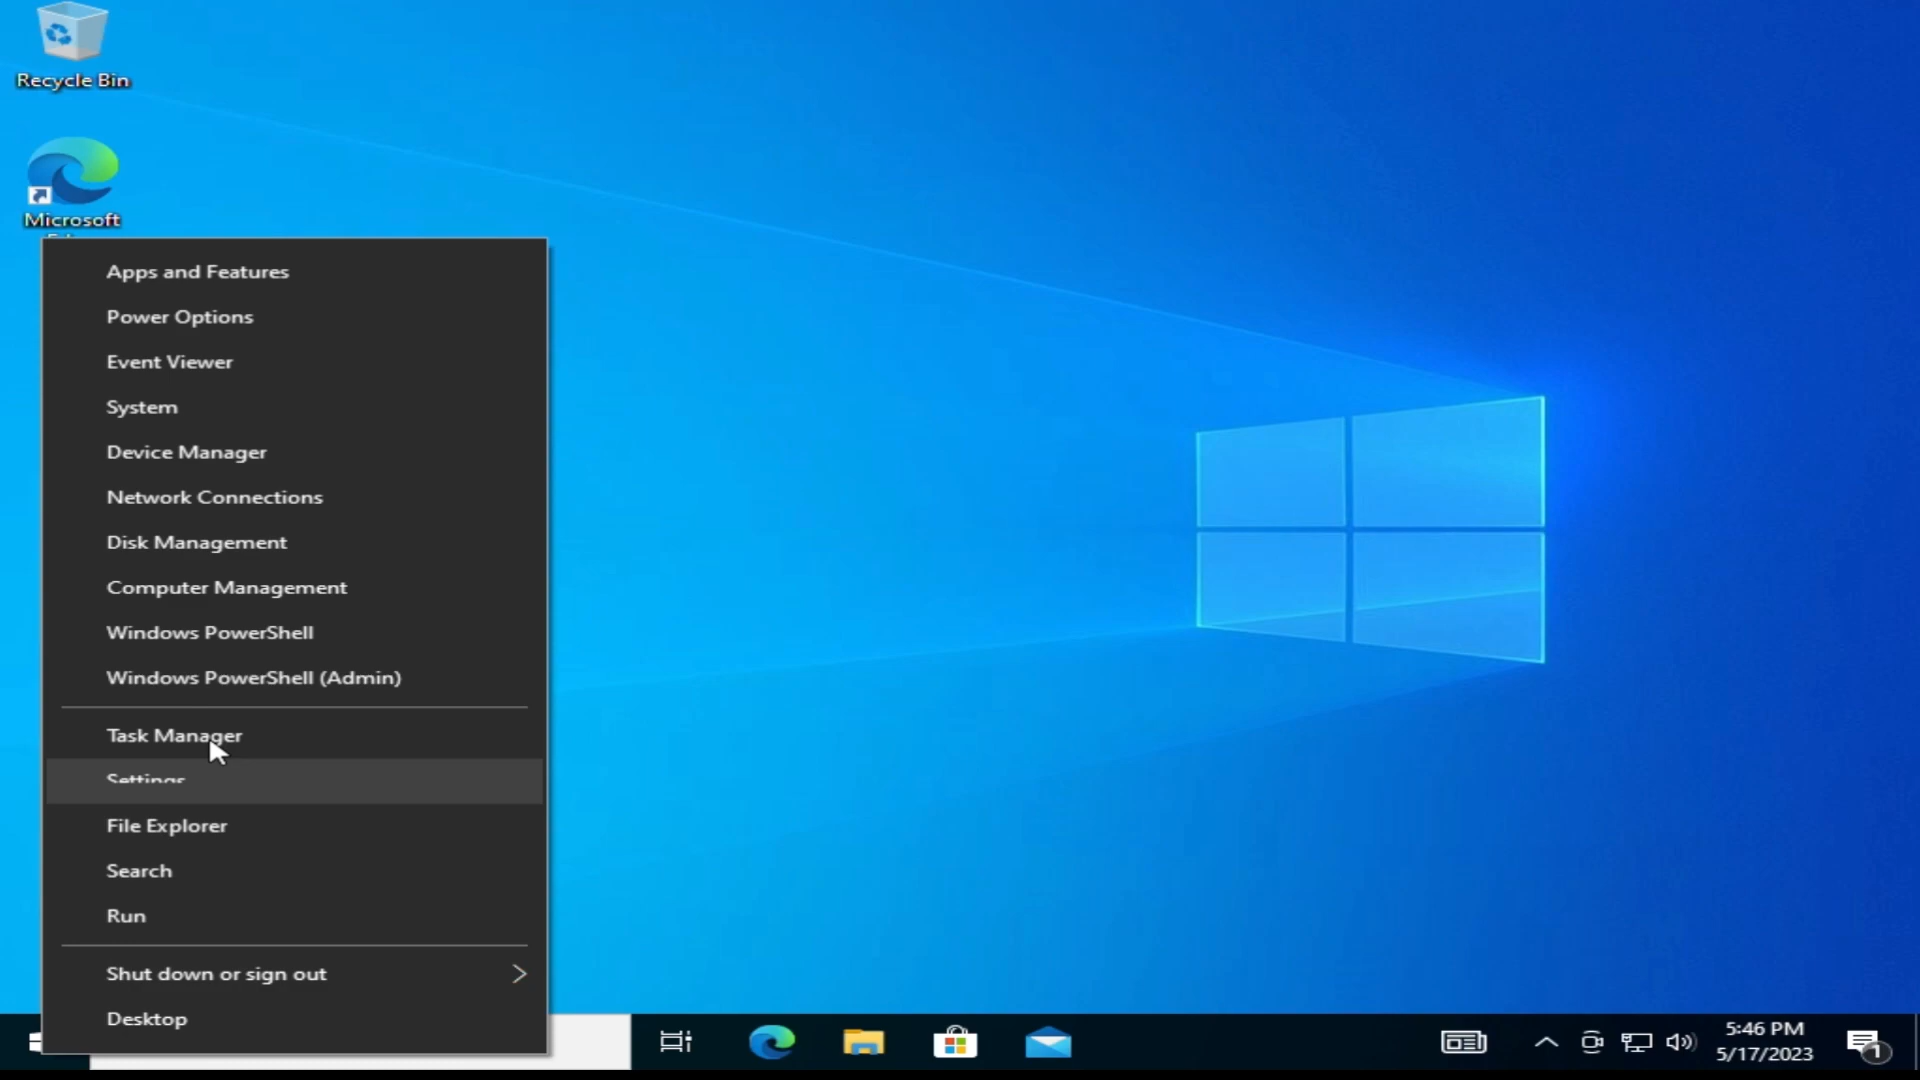 Recycle Bin
Microsoft
Apps and Features
Power Options
Event Viewer
System
Device Manager
Network Connections
Disk Management
Computer Management
Windows PowerShell
Windows PowerShell (Admin)
Task Manager
Settings
File Explorer
Search
Run
Shut down or sign out
Desktop
5:46 PM
5/17/2023
1